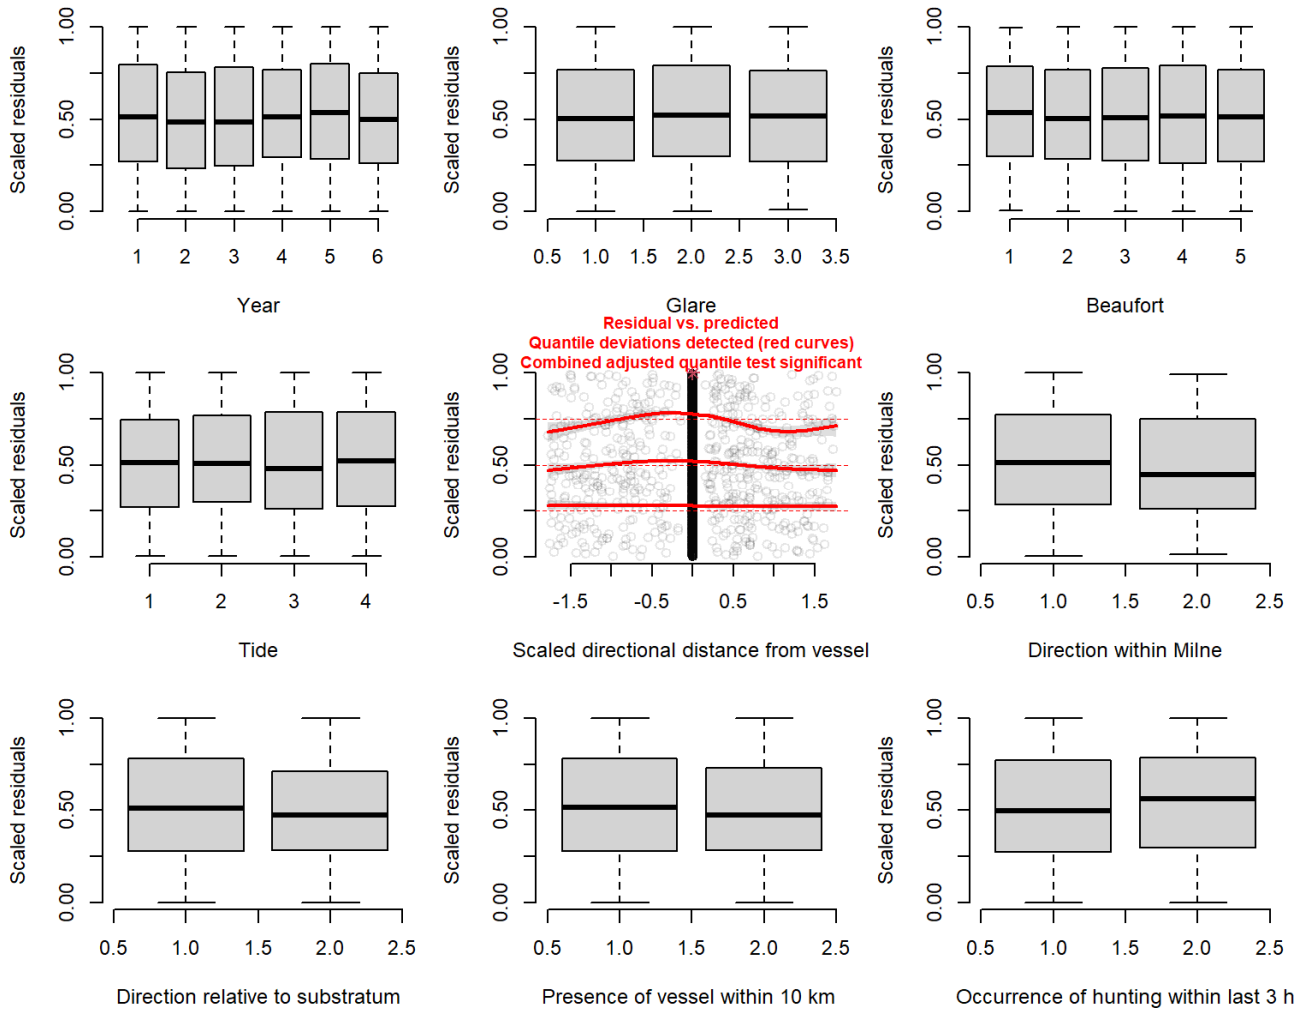 Scaled residuals
1.00
0.50
0.00
1 2 3 4 5 6
Year
Scaled residuals
1.00
0.50
0.00
0.5 1.0 1.5 2.0 2.5 3.0 3.5
Glare
Scaled residuals
1.00
0.50
0.00
1 2 3 4 5
Beaufort
Scaled residuals
1.00
0.50
0.00
1 2 3 4
Tide
Residual vs. predicted
Quantile deviations detected (red curves)
Combined adjusted quantile test significant
Scaled residuals
1.00
0.50
0.00
-1.5 -0.5 0.5 1.5
Scaled directional distance from vessel
Scaled residuals
1.00
0.50
0.00
0.5 1.0 1.5 2.0 2.5
Direction within Milne
Scaled residuals
1.00
0.50
0.00
0.5 1.0 1.5 2.0 2.5
Direction relative to substratum
Scaled residuals
1.00
0.50
0.00
0.5 1.0 1.5 2.0 2.5
Presence of vessel within 10 km
Scaled residuals
1.00
0.50
0.00
0.5 1.0 1.5 2.0 2.5
Occurrence of hunting within last 3 h